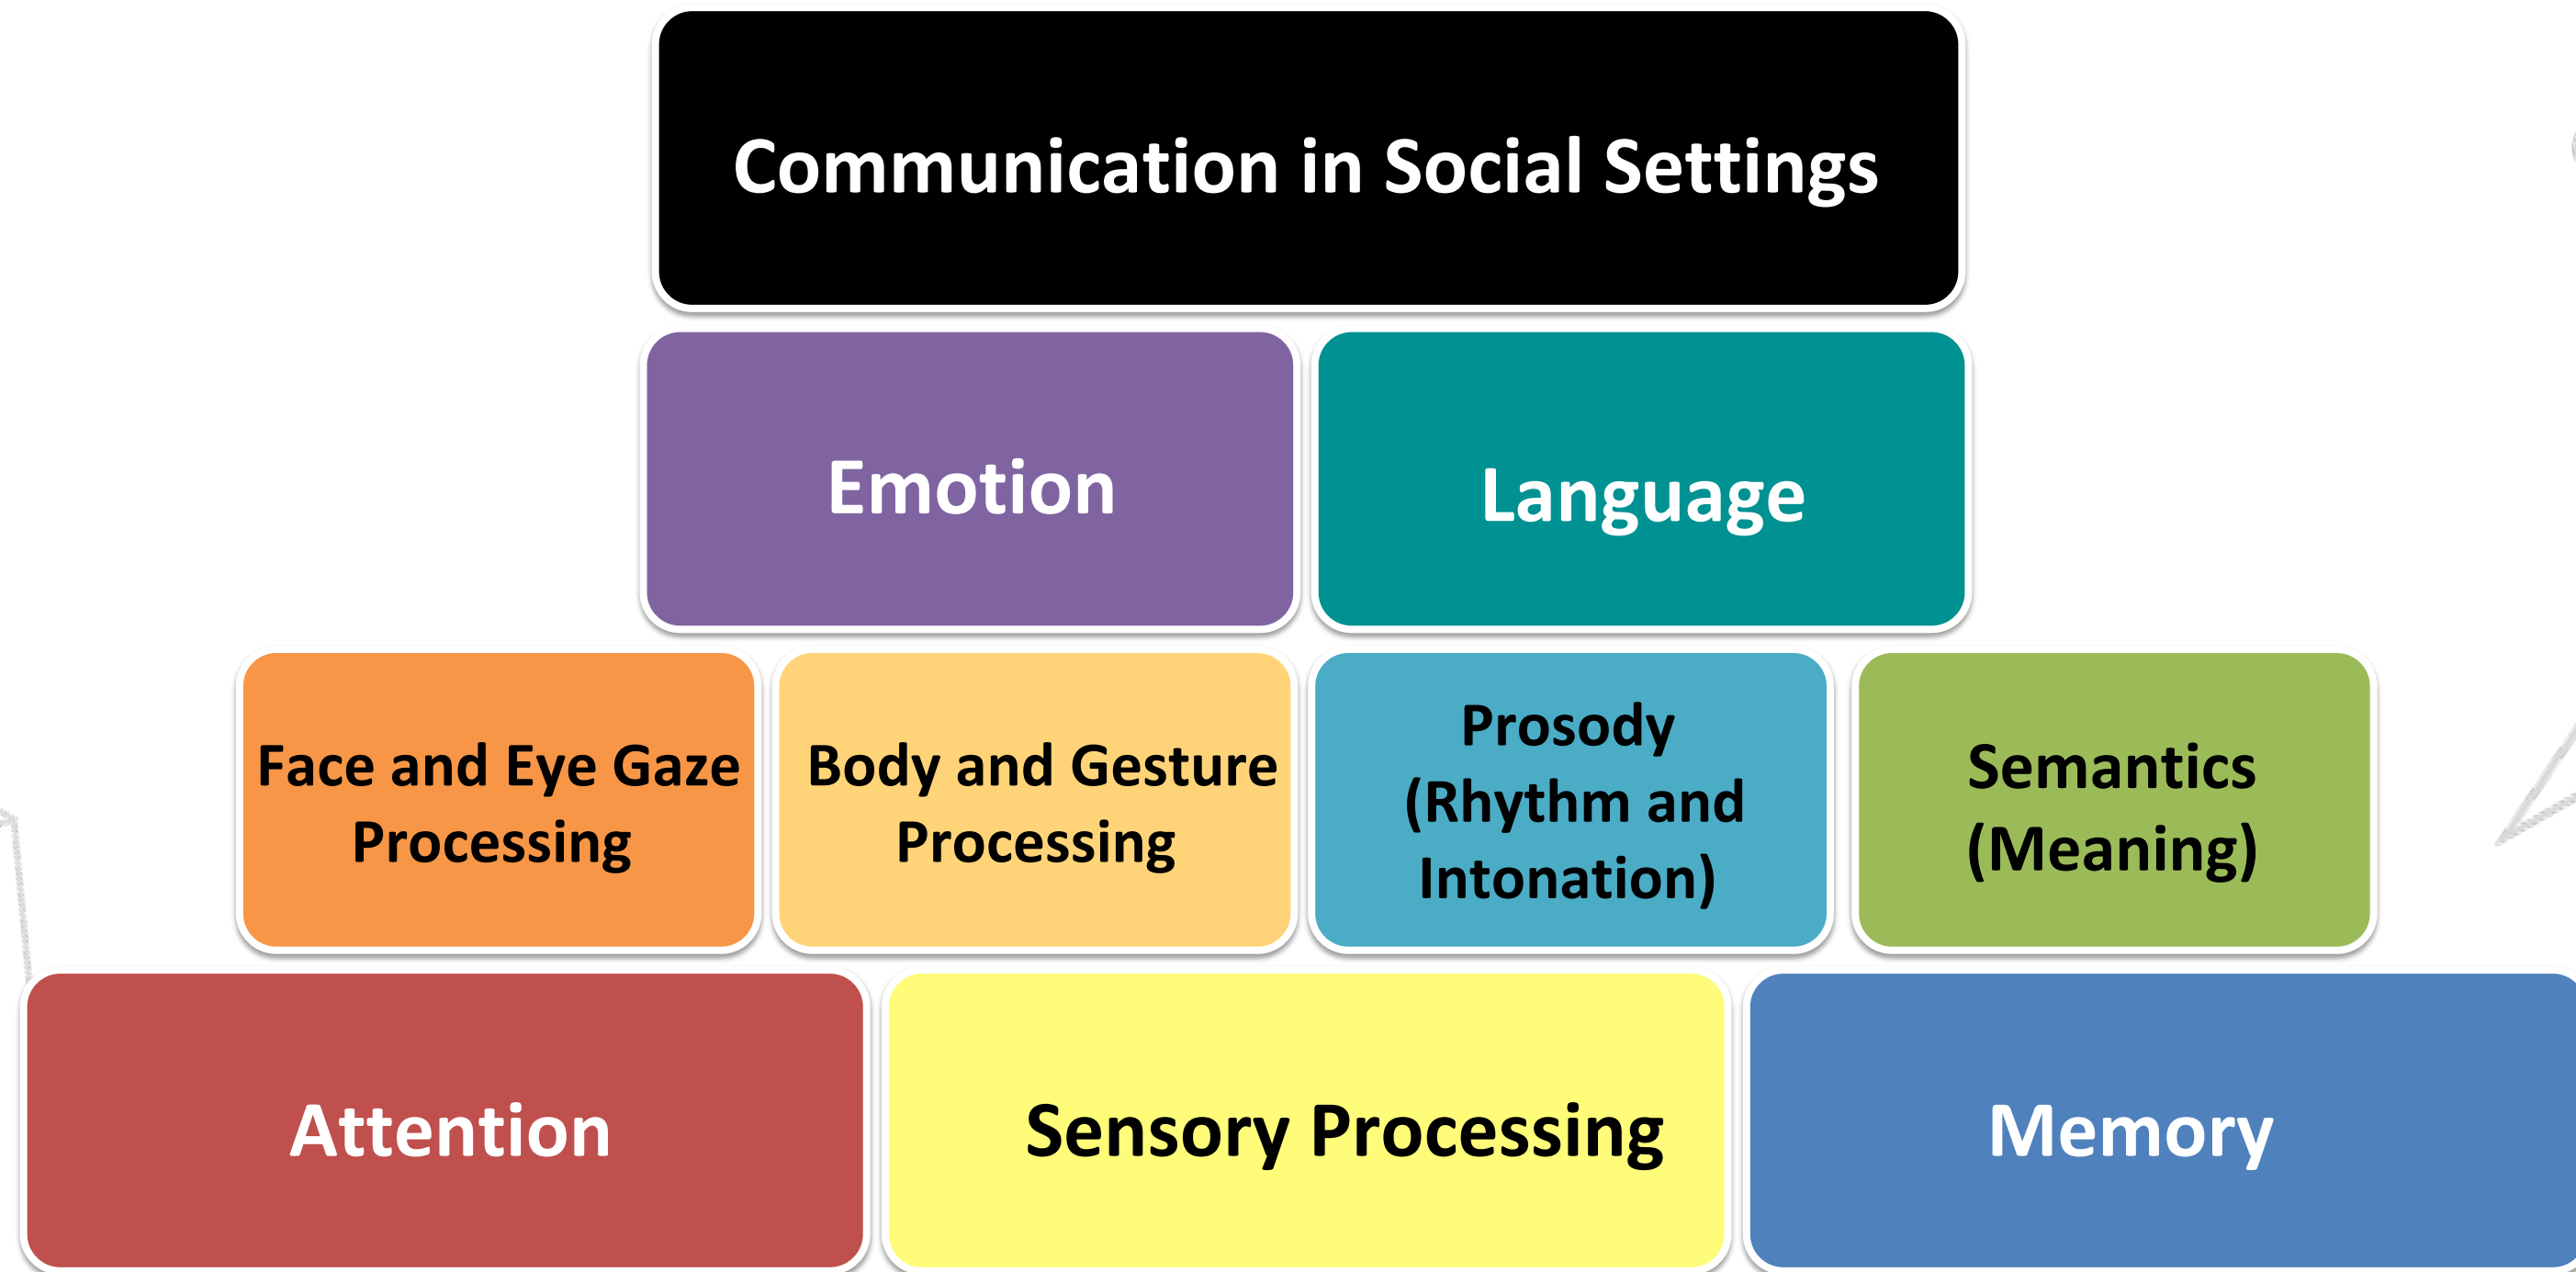 Communication in Social Settings
Emotion
Language
Face and Eye Gaze
Processing
Body and Gesture
Processing
Prosody
(Rhythm and
Intonation)
Semantics
(Meaning)
Attention
Sensory Processing
Memory